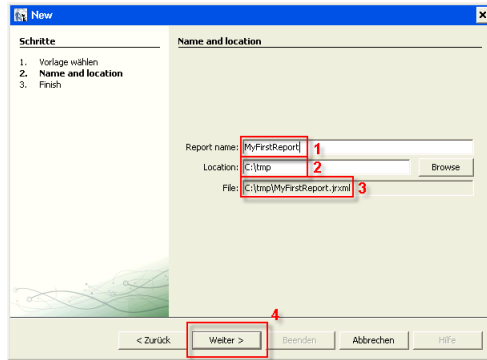 New
Schritte
1. Vorlage wählen
2. Name and location
3. Finish
Name and location
Report name: MyFirstReport 1
Location: C:\tmp 2 Browse
File: C:\tmp\MyFirstReport.jrxml 3
4
< Zurück Weiter > Beenden Abbrechen Hilfe